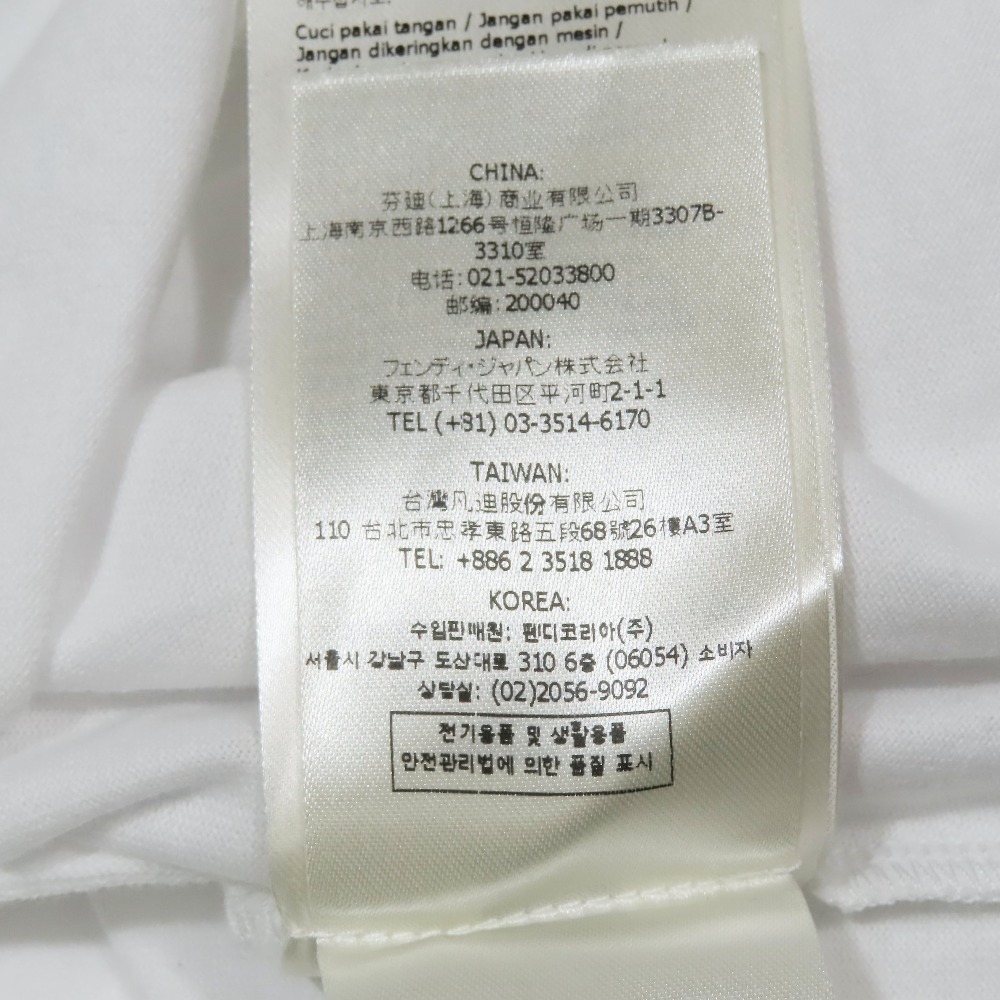 Cuci pakai tangan / Jangan pakai pemutih /
Jangan dikeringkan dengan mesin /
CHINA:
芬迪(上海)商业有限公司
上海南京西路1266号恒隆广场一期3307B-
3310室
电话:021-52033800
邮编:200040
JAPAN:
フェンディ・ジャパン株式会社
東京都千代田区平河町2-1-1
TEL (+81) 03-3514-6170
TAIWAN:
台灣凡迪股份有限公司
110 台北市忠孝東路五段68號26樓A3室
TEL: +886 2 3518 1888
KOREA:
수입판매원: 펜디코리아(주)
서울시 강남구 도산대로 310 6층 (06054) 소비자
상담실: (02)2056-9092
전기용품 및 생활용품
안전관리법에 의한 품질 표시